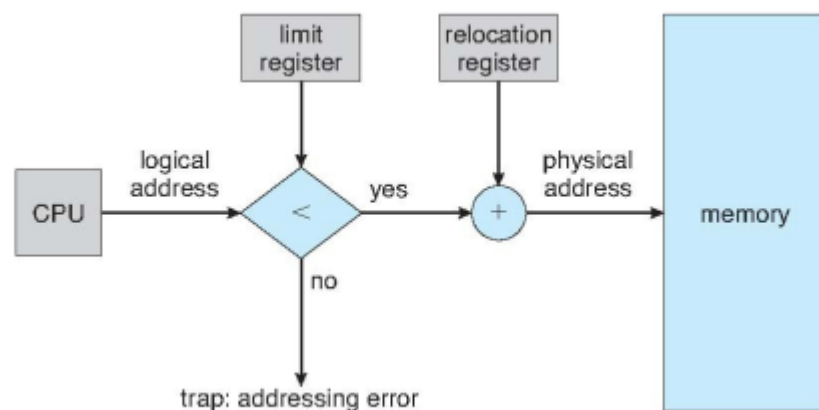 limit
register
relocation
register
logical
address
physical
address
CPU
<
yes
+
memory
no
trap: addressing error